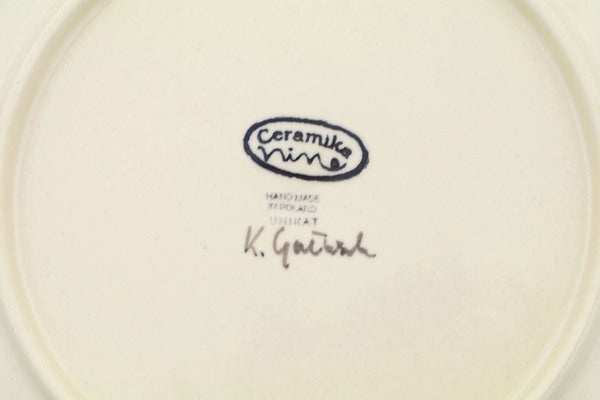 Ceramika
nina
HAND MADE
IN POLAND
UNIKAT
K.